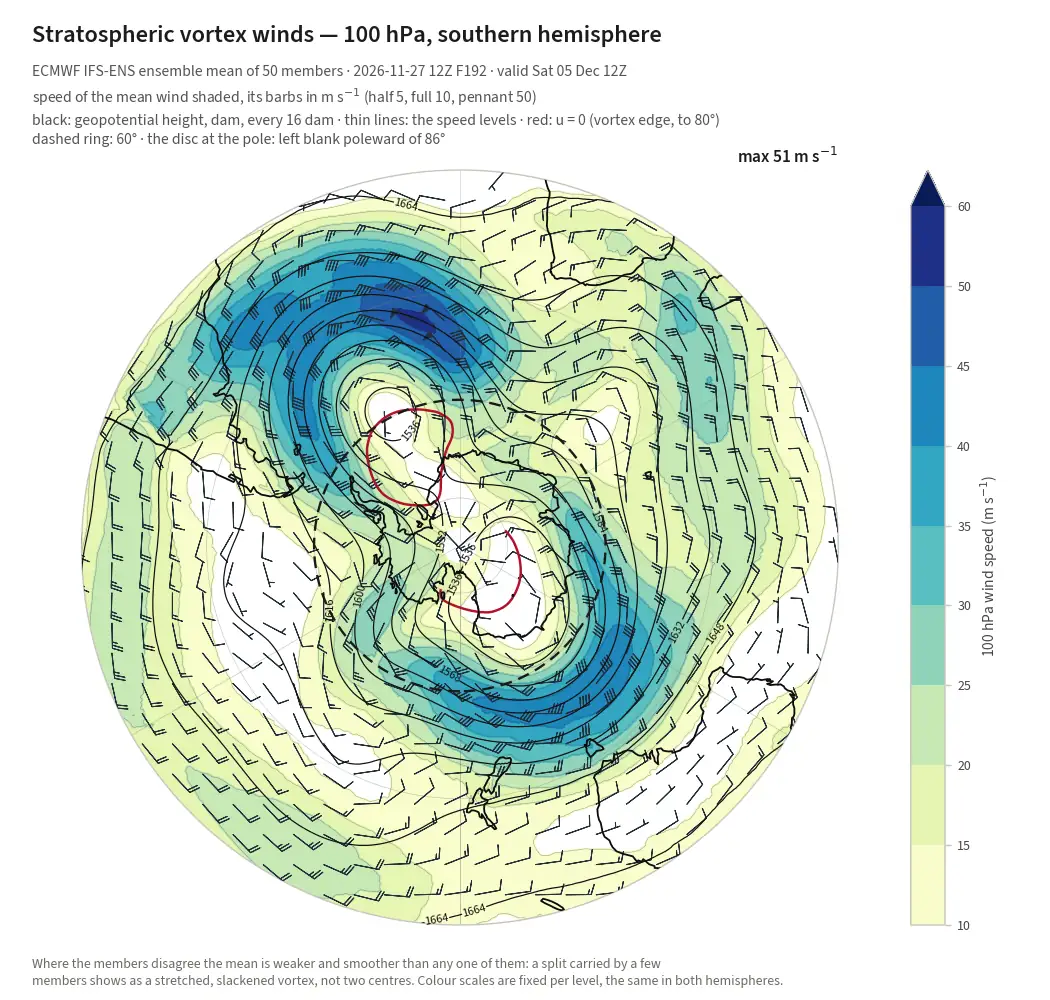 Stratospheric vortex winds — 100 hPa, southern hemisphere
ECMWF IFS-ENS ensemble mean of 50 members · 2026-11-27 12Z F192 · valid Sat 05 Dec 12Z
speed of the mean wind shaded, its barbs in m s⁻¹ (half 5, full 10, pennant 50)
black: geopotential height, dam, every 16 dam · thin lines: the speed levels · red: u = 0 (vortex edge, to 80°)
dashed ring: 60° · the disc at the pole: left blank poleward of 86°
max 51 m s⁻¹
1664
1536
1584
1552
1536
1536
1600
1616
1632
1648
1568
1664
1664
60
50
45
40
35
30
25
20
15
10
100 hPa wind speed (m s⁻¹)
Where the members disagree the mean is weaker and smoother than any one of them: a split carried by a few
members shows as a stretched, slackened vortex, not two centres. Colour scales are fixed per level, the same in both hemispheres.